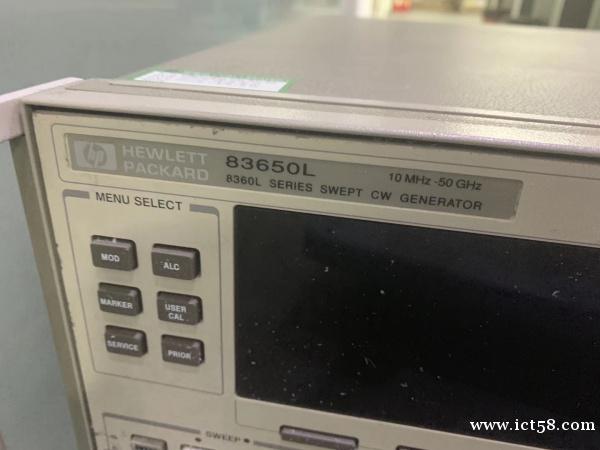 hp HEWLETT PACKARD 83650L 10 MHz -50 GHz
8360L SERIES SWEPT CW GENERATOR
MENU SELECT
MOD ALC
MARKER USER CAL
SERVICE PRIOR
SWEEP
www.ict58.com